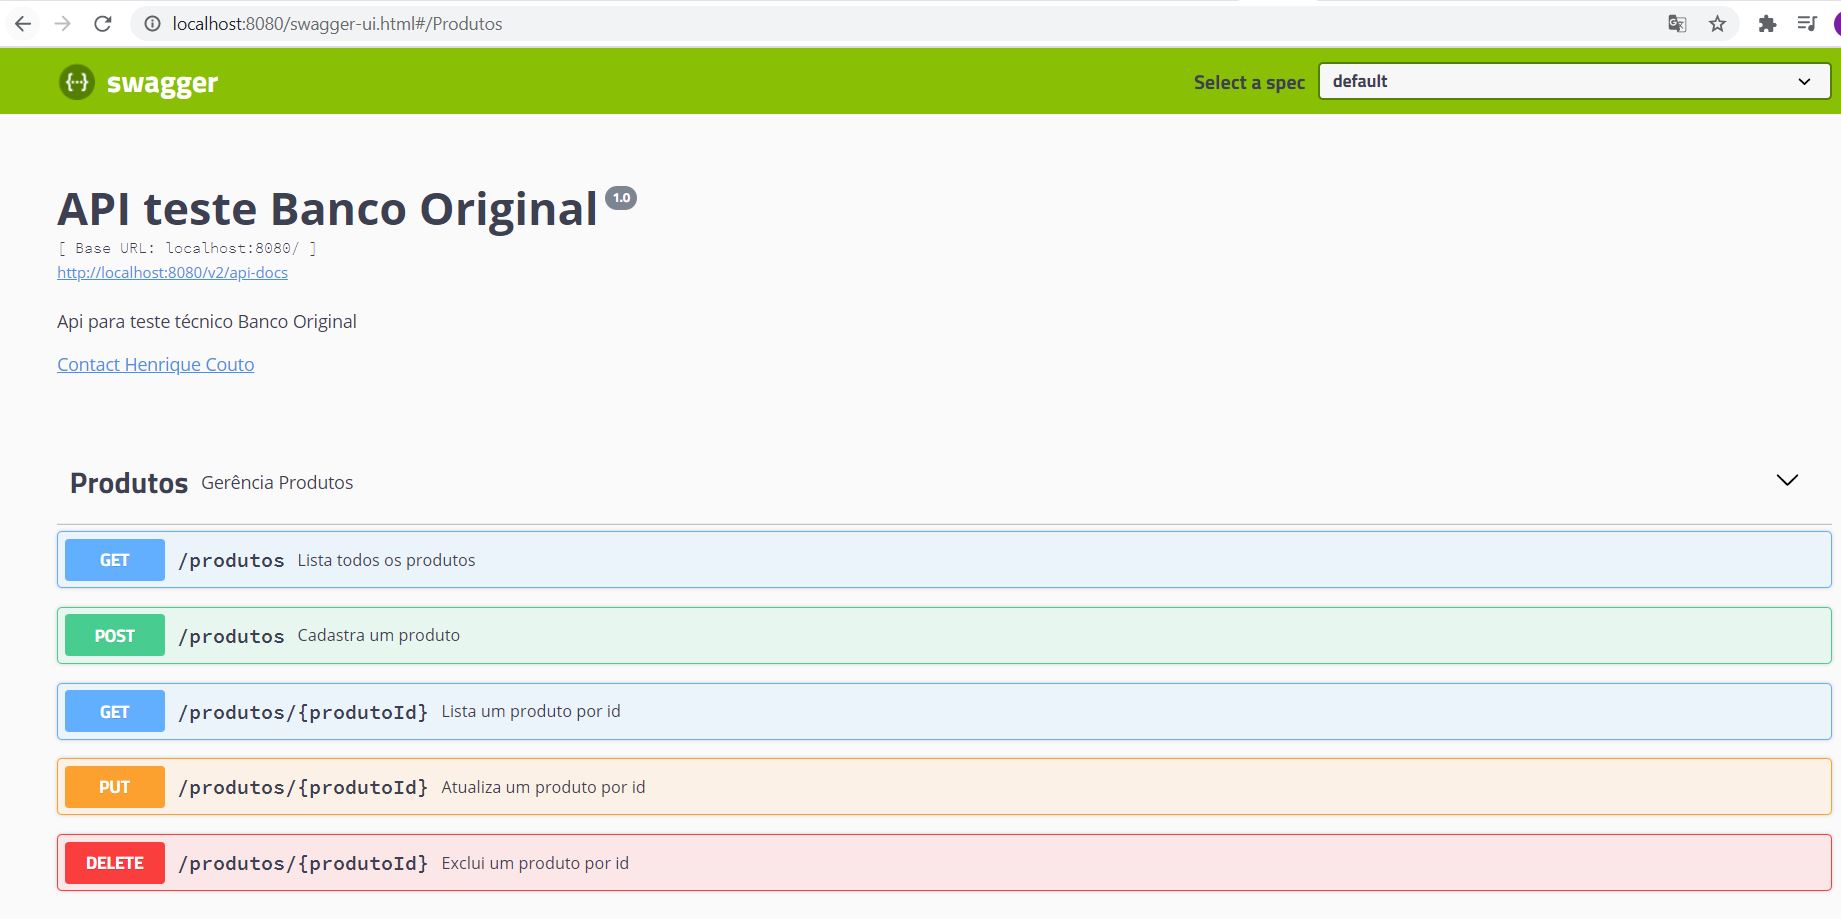 localhost:8080/swagger-ui.html#/Produtos
{...} swagger Select a spec default
API teste Banco Original 1.0
[ Base URL: localhost:8080/ ]
http://localhost:8080/v2/api-docs
Api para teste técnico Banco Original
Contact Henrique Couto
Produtos Gerência Produtos
GET /produtos Lista todos os produtos
POST /produtos Cadastra um produto
GET /produtos/{produtoId} Lista um produto por id
PUT /produtos/{produtoId} Atualiza um produto por id
DELETE /produtos/{produtoId} Exclui um produto por id